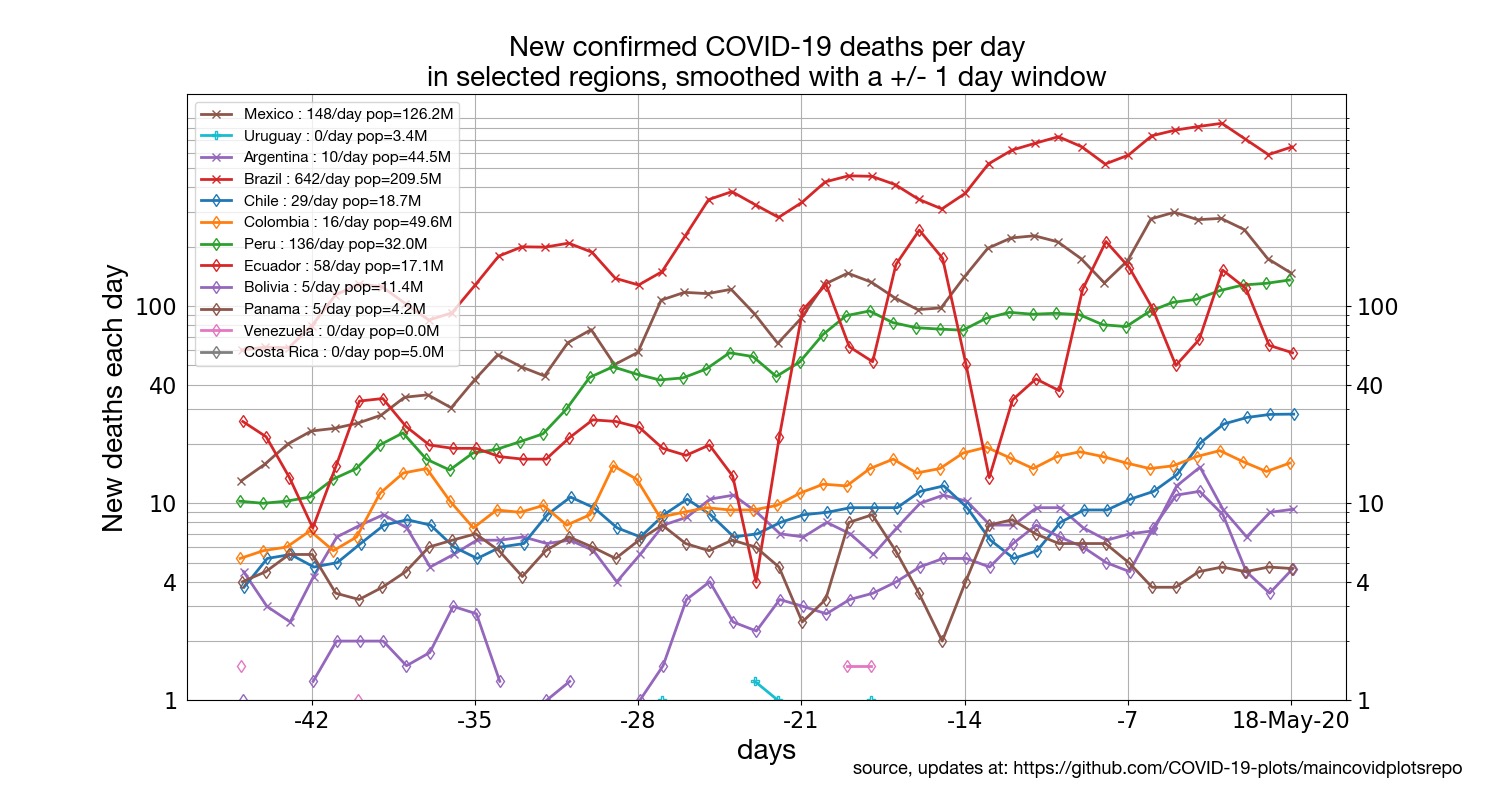 New confirmed COVID-19 deaths per day
in selected regions, smoothed with a +/- 1 day window
Mexico : 148/day pop=126.2M
Uruguay : 0/day pop=3.4M
Argentina : 10/day pop=44.5M
Brazil : 642/day pop=209.5M
Chile : 29/day pop=18.7M
Colombia : 16/day pop=49.6M
Peru : 136/day pop=32.0M
Ecuador : 58/day pop=17.1M
Bolivia : 5/day pop=11.4M
Panama : 5/day pop=4.2M
Venezuela : 0/day pop=0.0M
Costa Rica : 0/day pop=5.0M
New deaths each day
100 100
40 40
10 10
4 4
1 1
-42 -35 -28 -21 -14 -7 18-May-20
days
source, updates at: https://github.com/COVID-19-plots/maincovidplotsrepo